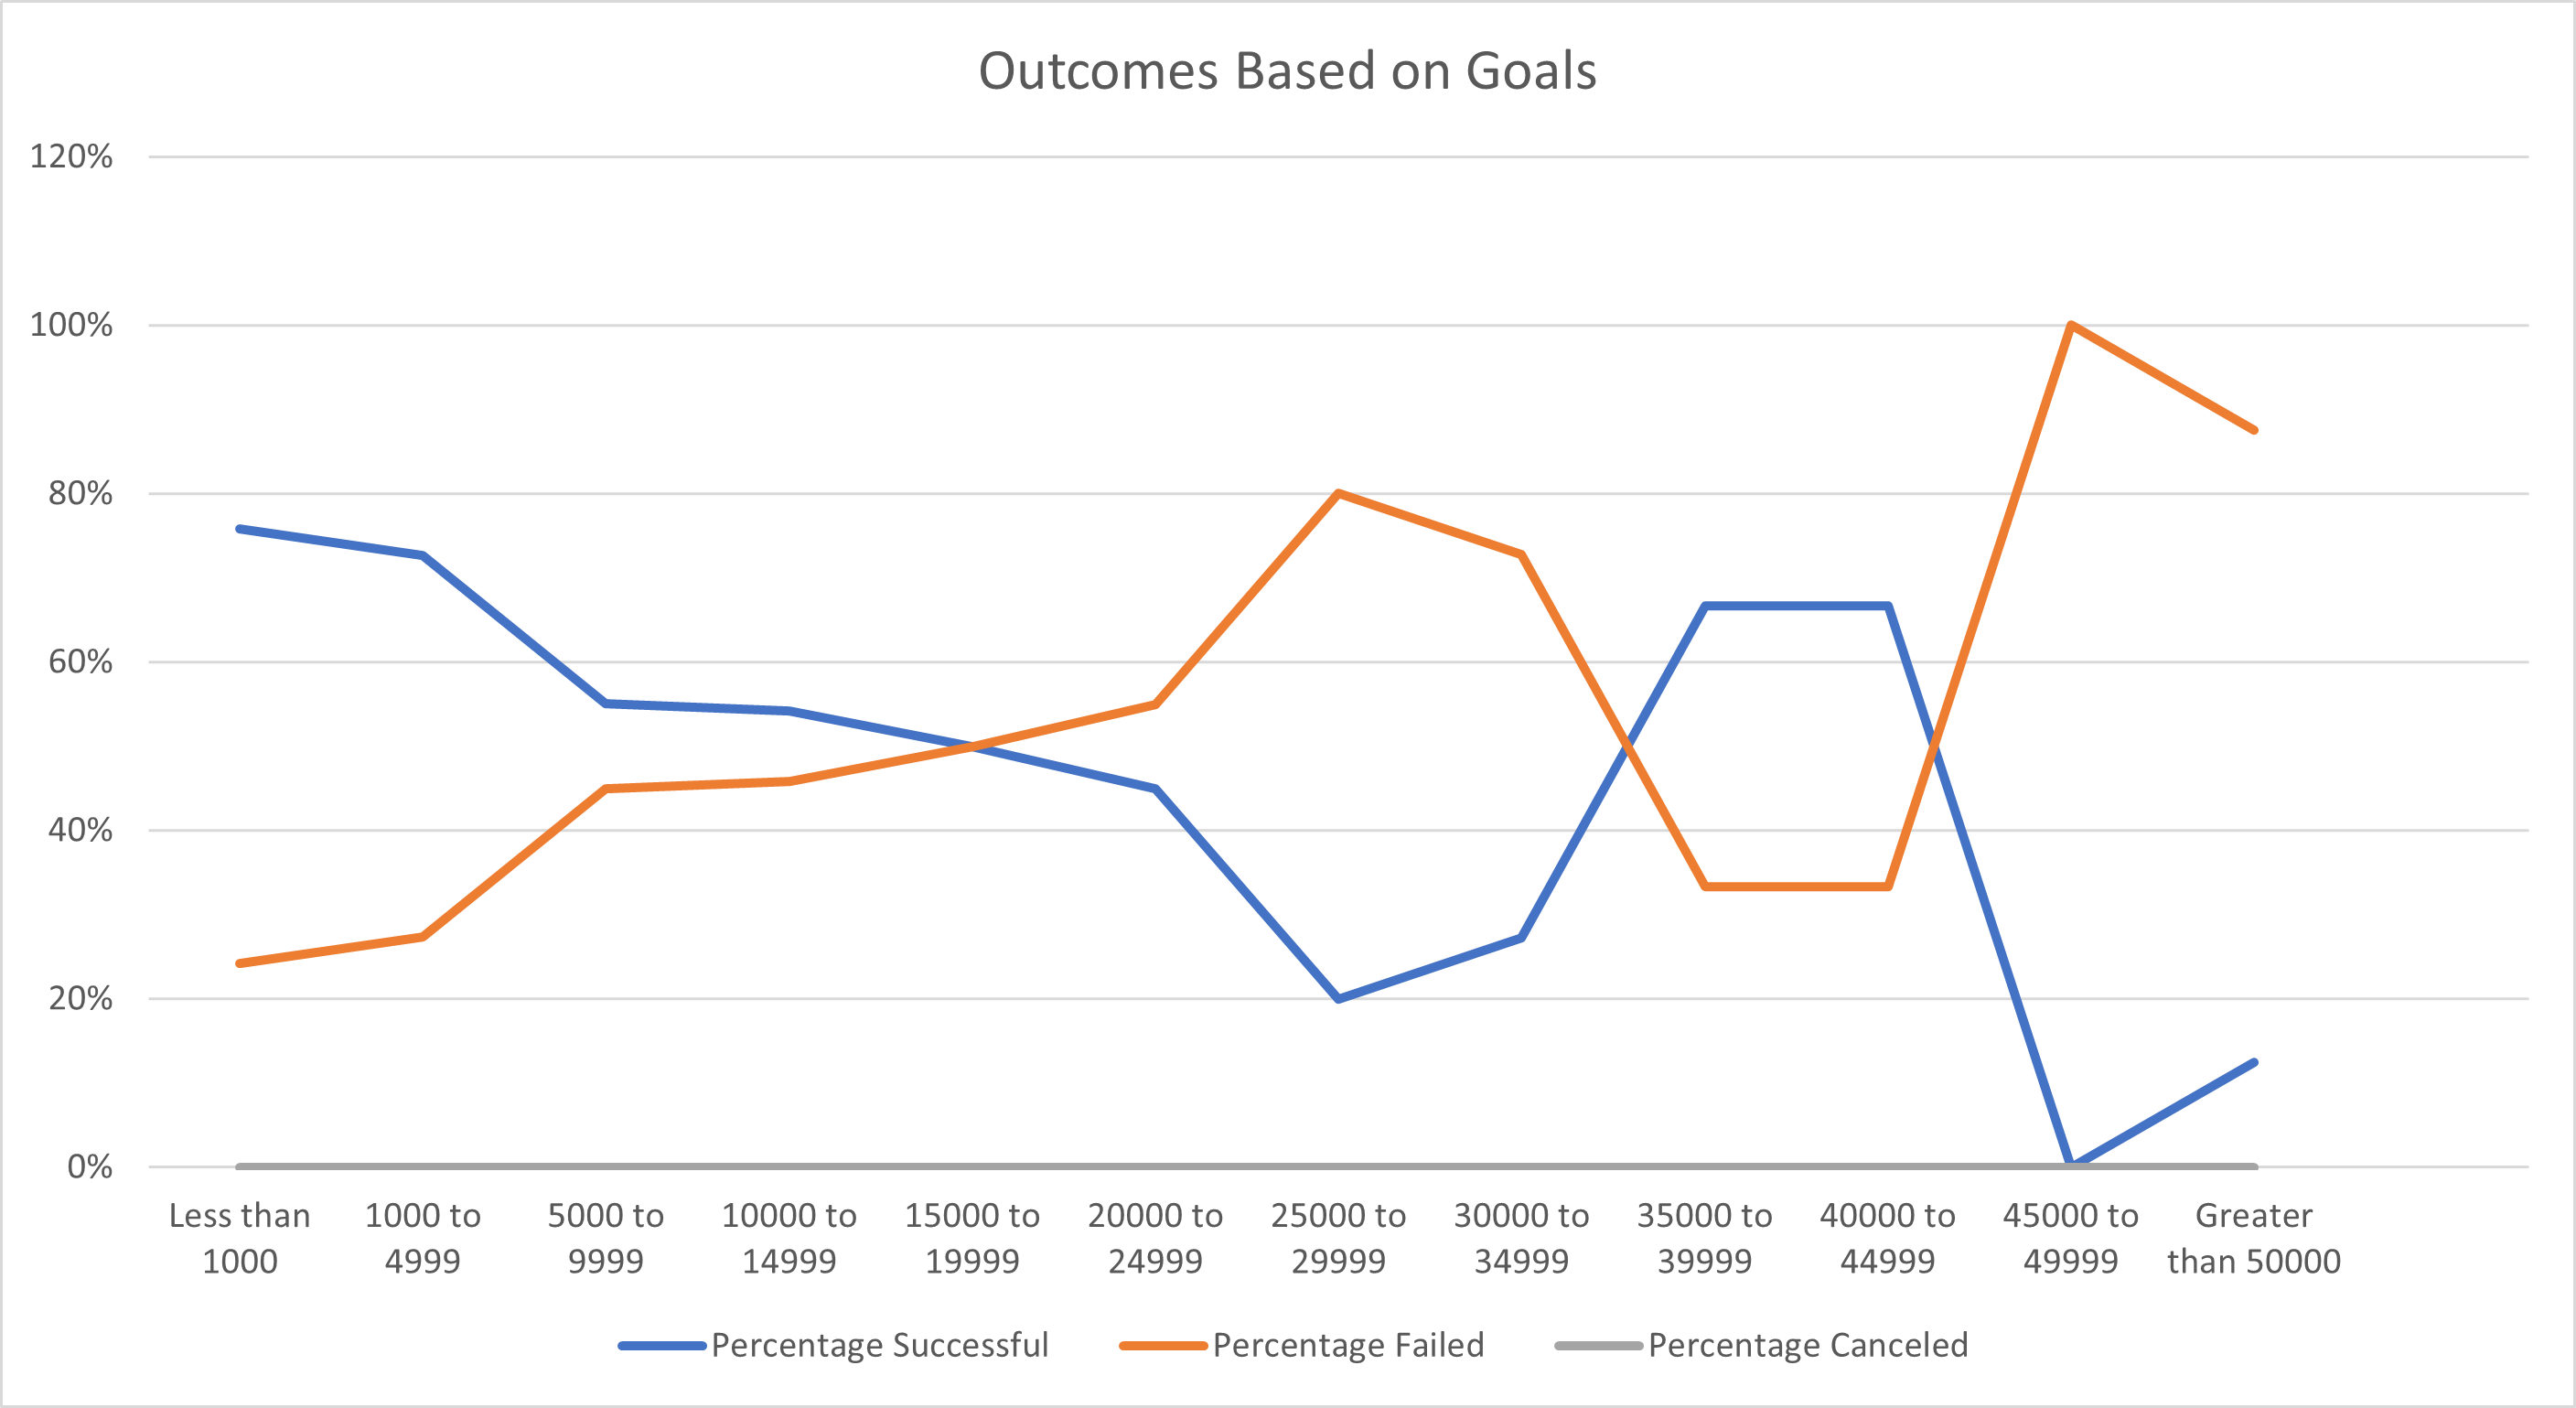 Outcomes Based on Goals
120%
100%
80%
60%
40%
20%
0%
Less than
1000
1000 to
4999
5000 to
9999
10000 to
14999
15000 to
19999
20000 to
24999
25000 to
29999
30000 to
34999
35000 to
39999
40000 to
44999
45000 to
49999
Greater
than 50000
Percentage Successful
Percentage Failed
Percentage Canceled